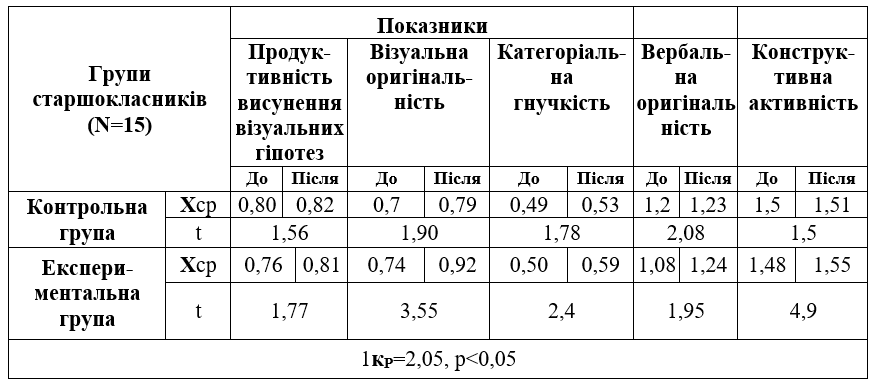 Групи
старшокласників
(N=15)
Показники
Продук-
тивність
висунення
візуальних
гіпотез
Візуальна
оригіналь-
ність
Категоріаль-
на
гнучкість
Вербаль-
на
оригіналь
ність
Конструк-
тивна
активність
До Після До Після До Після До Після До Після
Контрольна
група
Хср 0,80 0,82 0,7 0,79 0,49 0,53 1,2 1,23 1,5 1,51
t 1,56 1,90 1,78 2,08 1,5
Експери-
ментальна
група
Хср 0,76 0,81 0,74 0,92 0,50 0,59 1,08 1,24 1,48 1,55
t 1,77 3,55 2,4 1,95 4,9
1кР=2,05, р<0,05